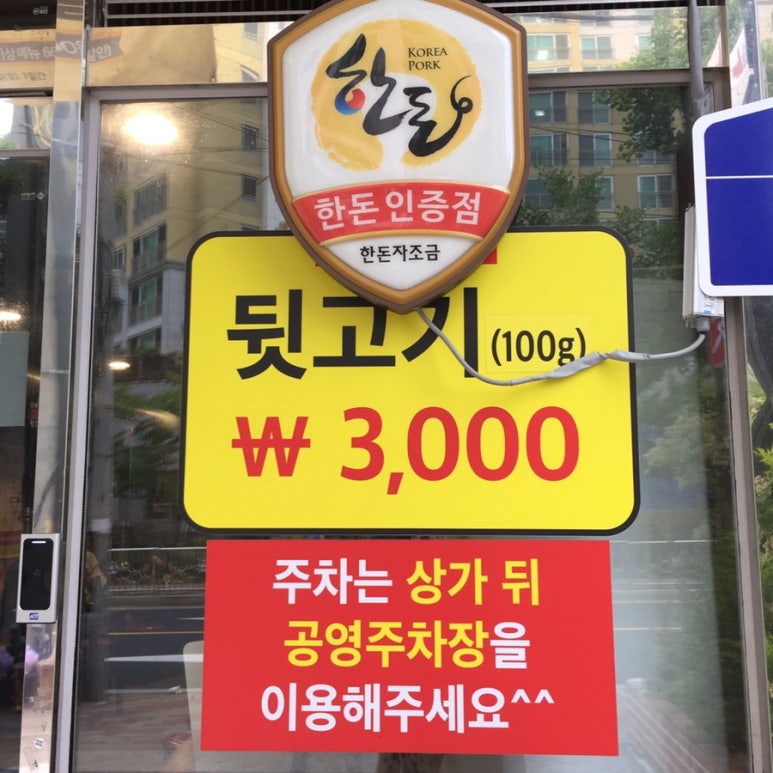 한돈
KOREA
PORK
한돈 인증점
한돈자조금
뒷고기 (100g)
₩ 3,000
주차는 상가 뒤
공영주차장을
이용해주세요^^